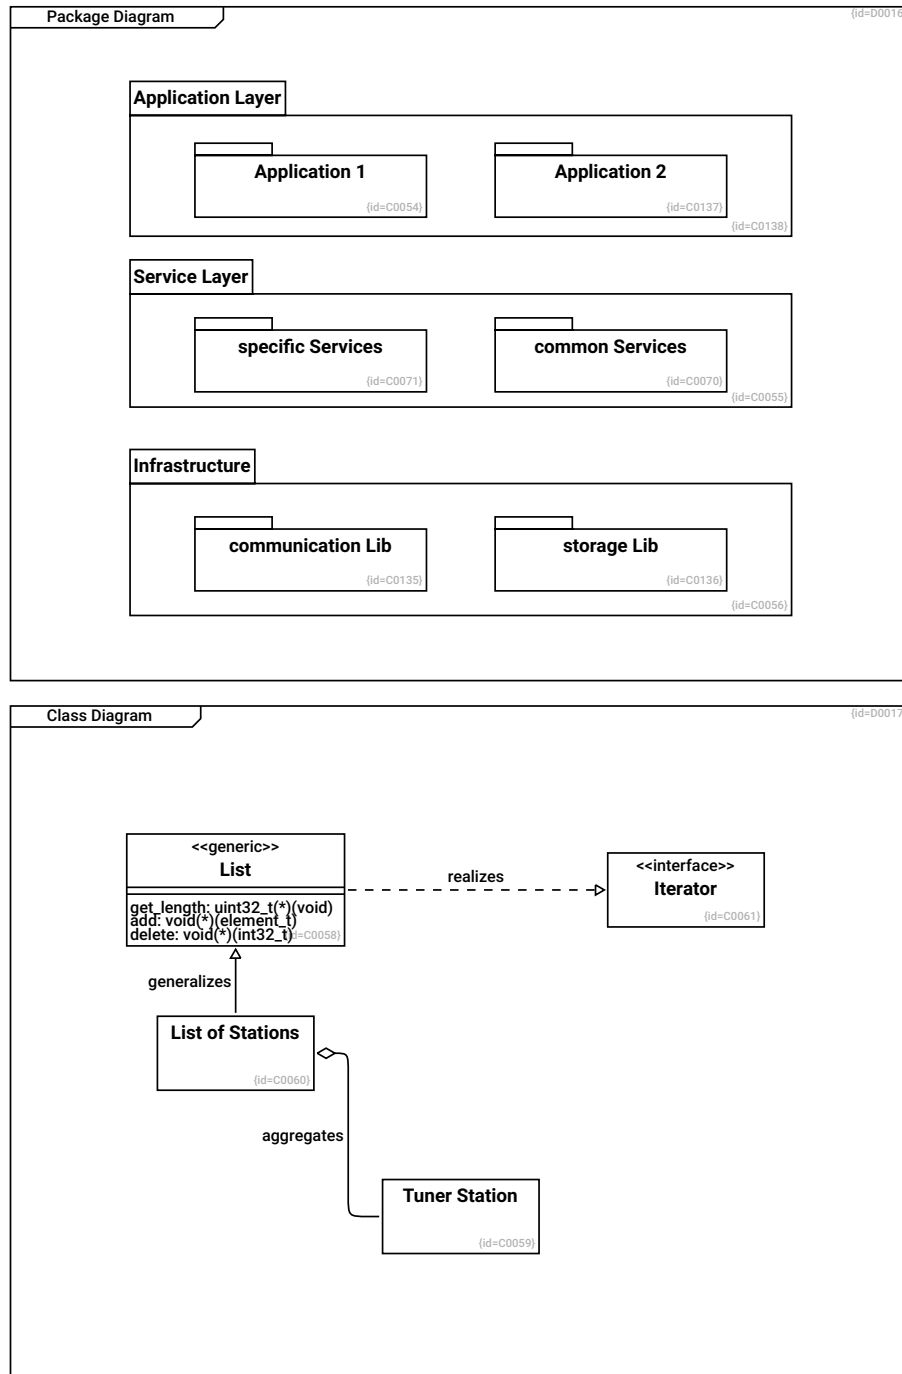 Package Diagram
{id=D0016
Application Layer
Application 1
{id=C0054}
Application 2
{id=C0137}
{id=C0138}
Service Layer
specific Services
{id=C0071}
common Services
{id=C0070}
{id=C0055}
Infrastructure
communication Lib
{id=C0135}
storage Lib
{id=C0136}
{id=C0056}
Class Diagram
{id=D0017
<<generic>>
List
get_length: uint32_t(*)(void)
add: void(*)(element_t)
delete: void(*)(int32_t)
d=C0058}
realizes
<<interface>>
Iterator
{id=C0061}
generalizes
List of Stations
{id=C0060}
aggregates
Tuner Station
{id=C0059}